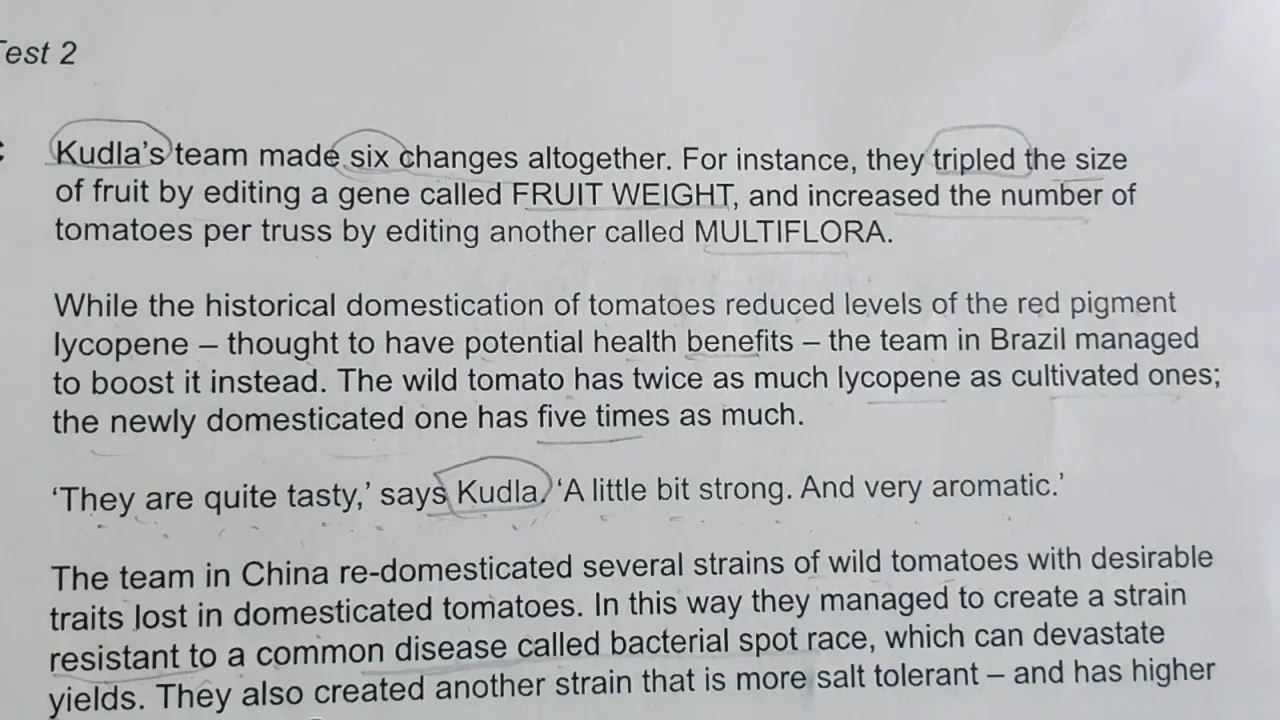 est 2
Kudla's team made six changes altogether. For instance, they tripled the size
of fruit by editing a gene called FRUIT WEIGHT, and increased the number of
tomatoes per truss by editing another called MULTIFLORA.
While the historical domestication of tomatoes reduced levels of the red pigment
lycopene – thought to have potential health benefits – the team in Brazil managed
to boost it instead. The wild tomato has twice as much lycopene as cultivated ones;
the newly domesticated one has five times as much.
‘They are quite tasty,’ says Kudla. ‘A little bit strong. And very aromatic.’
The team in China re-domesticated several strains of wild tomatoes with desirable
traits lost in domesticated tomatoes. In this way they managed to create a strain
resistant to a common disease called bacterial spot race, which can devastate
yields. They also created another strain that is more salt tolerant – and has higher